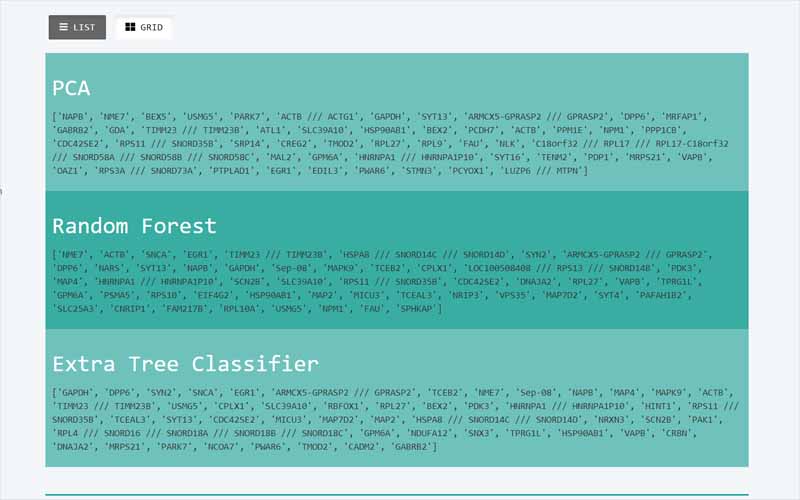 LIST GRID
PCA
['NAPB', 'NME7', 'BEX5', 'USMG5', 'PARK7', 'ACTB /// ACTG1', 'GAPDH', 'SYT13', 'ARMCX5-GPRASP2 /// GPRASP2', 'DPP6', 'MRFAP1',
'GABRB2', 'GDA', 'TIMM23 /// TIMM23B', 'ATL1', 'SLC39A10', 'HSP90AB1', 'BEX2', 'PCDH7', 'ACTB', 'PPM1E', 'NPM1', 'PPP1CB',
'CDC42SE2', 'RPS11 /// SNORD35B', 'SRP14', 'CREG2', 'TMOD2', 'RPL27', 'RPL9', 'FAU', 'NLK', 'C18orf32 /// RPL17 /// RPL17-C18orf32
/// SNORD58A /// SNORD58B /// SNORD58C', 'MAL2', 'GPM6A', 'HNRNPA1 /// HNRNPA1P10', 'SYT16', 'TENM2', 'PDP1', 'MRPS21', 'VAPB',
'OAZ1', 'RPS3A /// SNORD73A', 'PTPLAD1', 'EGR1', 'EDIL3', 'PWAR6', 'STMN3', 'PCYOX1', 'LUZP6 /// MTPN']
Random Forest
['NME7', 'ACTB', 'SNCA', 'EGR1', 'TIMM23 /// TIMM23B', 'HSPA8 /// SNORD14C /// SNORD14D', 'SYN2', 'ARMCX5-GPRASP2 /// GPRASP2',
'DPP6', 'NARS', 'SYT13', 'NAPB', 'GAPDH', 'Sep-08', 'MAPK9', 'TCEB2', 'CPLX1', 'LOC100508408 /// RPS13 /// SNORD14B', 'PDK3',
'MAP4', 'HNRNPA1 /// HNRNPA1P10', 'SCN2B', 'SLC39A10', 'RPS11 /// SNORD35B', 'CDC42SE2', 'DNAJA2', 'RPL27', 'VAPB', 'TPRG1L',
'GPM6A', 'PSMA5', 'RPS10', 'EIF4G2', 'HSP90AB1', 'MAP2', 'MICU3', 'TCEAL3', 'NRIP3', 'VPS35', 'MAP7D2', 'SYT4', 'PAFAH1B2',
'SLC25A3', 'CNRIP1', 'FAM217B', 'RPL10A', 'USMG5', 'NPM1', 'FAU', 'SPHKAP']
Extra Tree Classifier
['GAPDH', 'DPP6', 'SYN2', 'SNCA', 'EGR1', 'ARMCX5-GPRASP2 /// GPRASP2', 'TCEB2', 'NME7', 'Sep-08', 'NAPB', 'MAP4', 'MAPK9', 'ACTB',
'TIMM23 /// TIMM23B', 'USMG5', 'CPLX1', 'SLC39A10', 'RBFOX1', 'RPL27', 'BEX2', 'PDK3', 'HNRNPA1 /// HNRNPA1P10', 'HINT1', 'RPS11 ///
SNORD35B', 'TCEAL3', 'SYT13', 'CDC42SE2', 'MICU3', 'MAP7D2', 'MAP2', 'HSPA8 /// SNORD14C /// SNORD14D', 'NRXN3', 'SCN2B', 'PAK1',
'RPL4 /// SNORD16 /// SNORD18A /// SNORD18B /// SNORD18C', 'GPM6A', 'NDUFA12', 'SNX3', 'TPRG1L', 'HSP90AB1', 'VAPB', 'CRBN',
'DNAJA2', 'MRPS21', 'PARK7', 'NCOA7', 'PWAR6', 'TMOD2', 'CADM2', 'GABRB2']